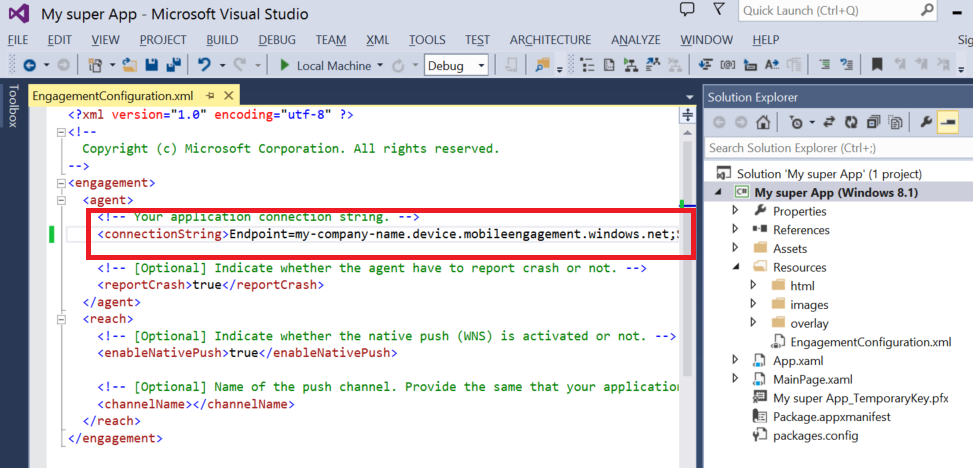 My super App - Microsoft Visual Studio
Quick Launch (Ctrl+Q)
FILE EDIT VIEW PROJECT BUILD DEBUG TEAM XML TOOLS TEST ARCHITECTURE ANALYZE WINDOW HELP Sig
Local Machine Debug
Toolbox
EngagementConfiguration.xml
<?xml version="1.0" encoding="utf-8" ?>
<!--
Copyright (c) Microsoft Corporation. All rights reserved.
-->
<engagement>
<agent>
<!-- Your application connection string. -->
<connectionString>Endpoint=my-company-name.device.mobileengagement.windows.net;
<!-- [Optional] Indicate whether the agent have to report crash or not. -->
<reportCrash>true</reportCrash>
</agent>
<reach>
<!-- [Optional] Indicate whether the native push (WNS) is activated or not. -->
<enableNativePush>true</enableNativePush>
<!-- [Optional] Name of the push channel. Provide the same that your application
<channelName></channelName>
</reach>
</engagement>
Solution Explorer
Search Solution Explorer (Ctrl+;)
Solution 'My super App' (1 project)
C# My super App (Windows 8.1)
Properties
References
Assets
Resources
html
images
overlay
EngagementConfiguration.xml
App.xaml
MainPage.xaml
My super App_TemporaryKey.pfx
Package.appxmanifest
packages.config